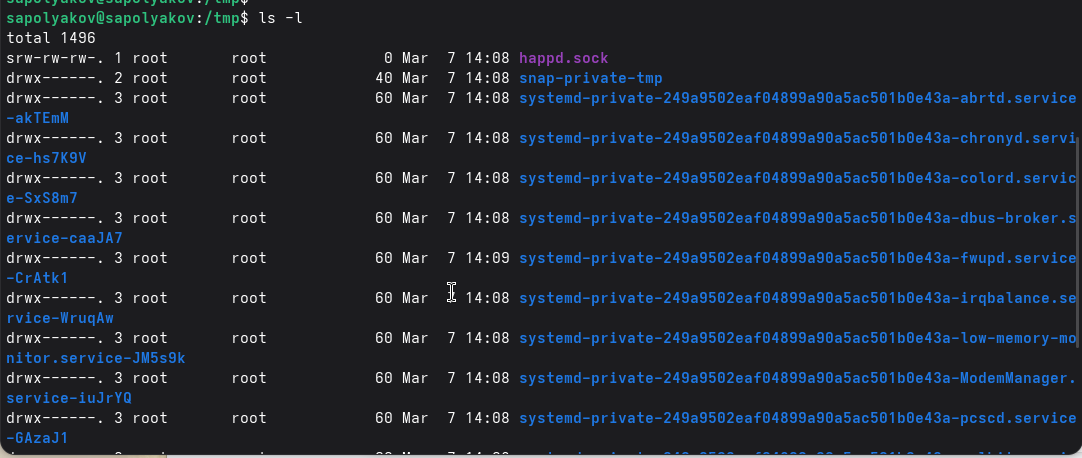 sapolyakov@sapolyakov:/tmp$
sapolyakov@sapolyakov:/tmp$ ls -l
total 1496
srw-rw-rw-. 1 root       root                0 Mar  7 14:08 happd.sock
drwx------. 2 root       root               40 Mar  7 14:08 snap-private-tmp
drwx------. 3 root       root               60 Mar  7 14:08 systemd-private-249a9502eaf04899a90a5ac501b0e43a-abrtd.service
-akTEmM
drwx------. 3 root       root               60 Mar  7 14:08 systemd-private-249a9502eaf04899a90a5ac501b0e43a-chronyd.servi
ce-hs7K9V
drwx------. 3 root       root               60 Mar  7 14:08 systemd-private-249a9502eaf04899a90a5ac501b0e43a-colord.servic
e-SxS8m7
drwx------. 3 root       root               60 Mar  7 14:08 systemd-private-249a9502eaf04899a90a5ac501b0e43a-dbus-broker.s
ervice-caaJA7
drwx------. 3 root       root               60 Mar  7 14:09 systemd-private-249a9502eaf04899a90a5ac501b0e43a-fwupd.service
-CrAtk1
drwx------. 3 root       root               60 Mar  7 14:08 systemd-private-249a9502eaf04899a90a5ac501b0e43a-irqbalance.se
rvice-WruqAw
drwx------. 3 root       root               60 Mar  7 14:08 systemd-private-249a9502eaf04899a90a5ac501b0e43a-low-memory-mo
nitor.service-JM5s9k
drwx------. 3 root       root               60 Mar  7 14:08 systemd-private-249a9502eaf04899a90a5ac501b0e43a-ModemManager.
service-iuJrYQ
drwx------. 3 root       root               60 Mar  7 14:08 systemd-private-249a9502eaf04899a90a5ac501b0e43a-pcscd.service
-GAzaJ1